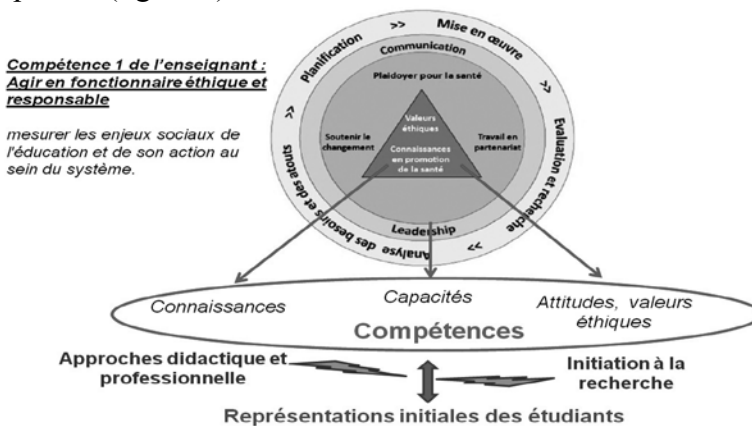 Compétence 1 de l'enseignant :
Agir en fonctionnaire éthique et
responsable
mesurer les enjeux sociaux de
l'éducation et de son action au
sein du système.
Planification
>>
Mise en œuvre
>>
Evaluation et recherche
>>
Analyse des besoins et des atouts
>>
Communication
Plaidoyer pour la santé
Valeurs
éthiques
Soutenir le
changement
Travail en
partenariat
Connaissances
en promotion
de la santé
Leadership
Connaissances
Capacités
Attitudes, valeurs
éthiques
Compétences
Approches didactique et
professionnelle
Initiation à la
recherche
Représentations initiales des étudiants